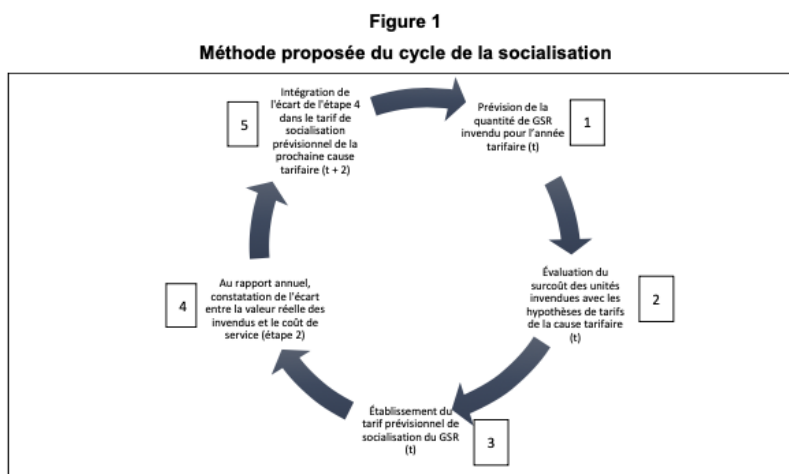 Figure 1
Méthode proposée du cycle de la socialisation
1
Prévision de la
quantité de GSR
invendu pour l'année
tarifaire (t)
2
Évaluation du
surcoût des unités
invendues avec les
hypothèses de tarifs
de la cause tarifaire
(t)
3
Établissement du
tarif prévisionnel de
socialisation du GSR
(t)
4
Au rapport annuel,
constatation de l'écart
entre la valeur réelle des
invendus et le coût de
service (étape 2)
5
Intégration de
l'écart de l'étape 4
dans le tarif de
socialisation
prévisionnel de la
prochaine cause
tarifaire (t + 2)